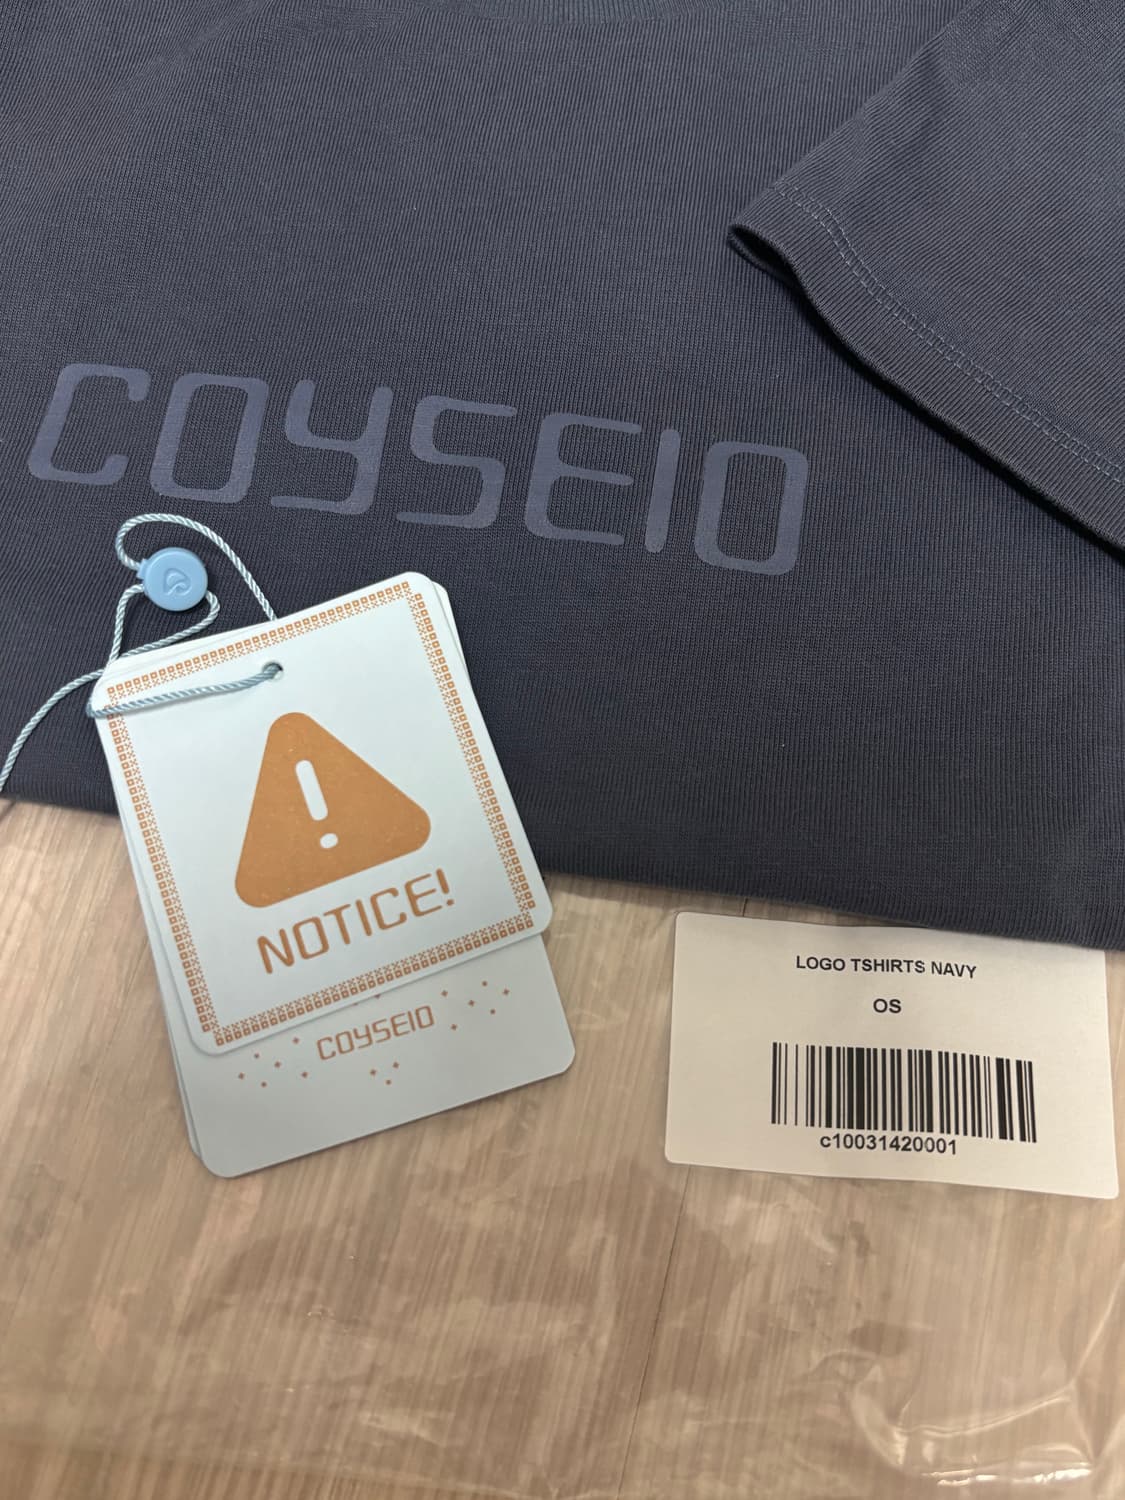 COYSEIO
NOTICE!
COYSEIO
LOGO TSHIRTS NAVY
OS
c10031420001